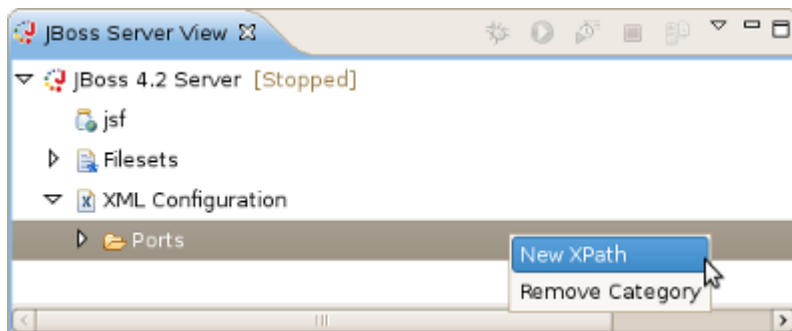 JBoss Server View
JBoss 4.2 Server [Stopped]
jsf
Filesets
XML Configuration
Ports
New XPath
Remove Category